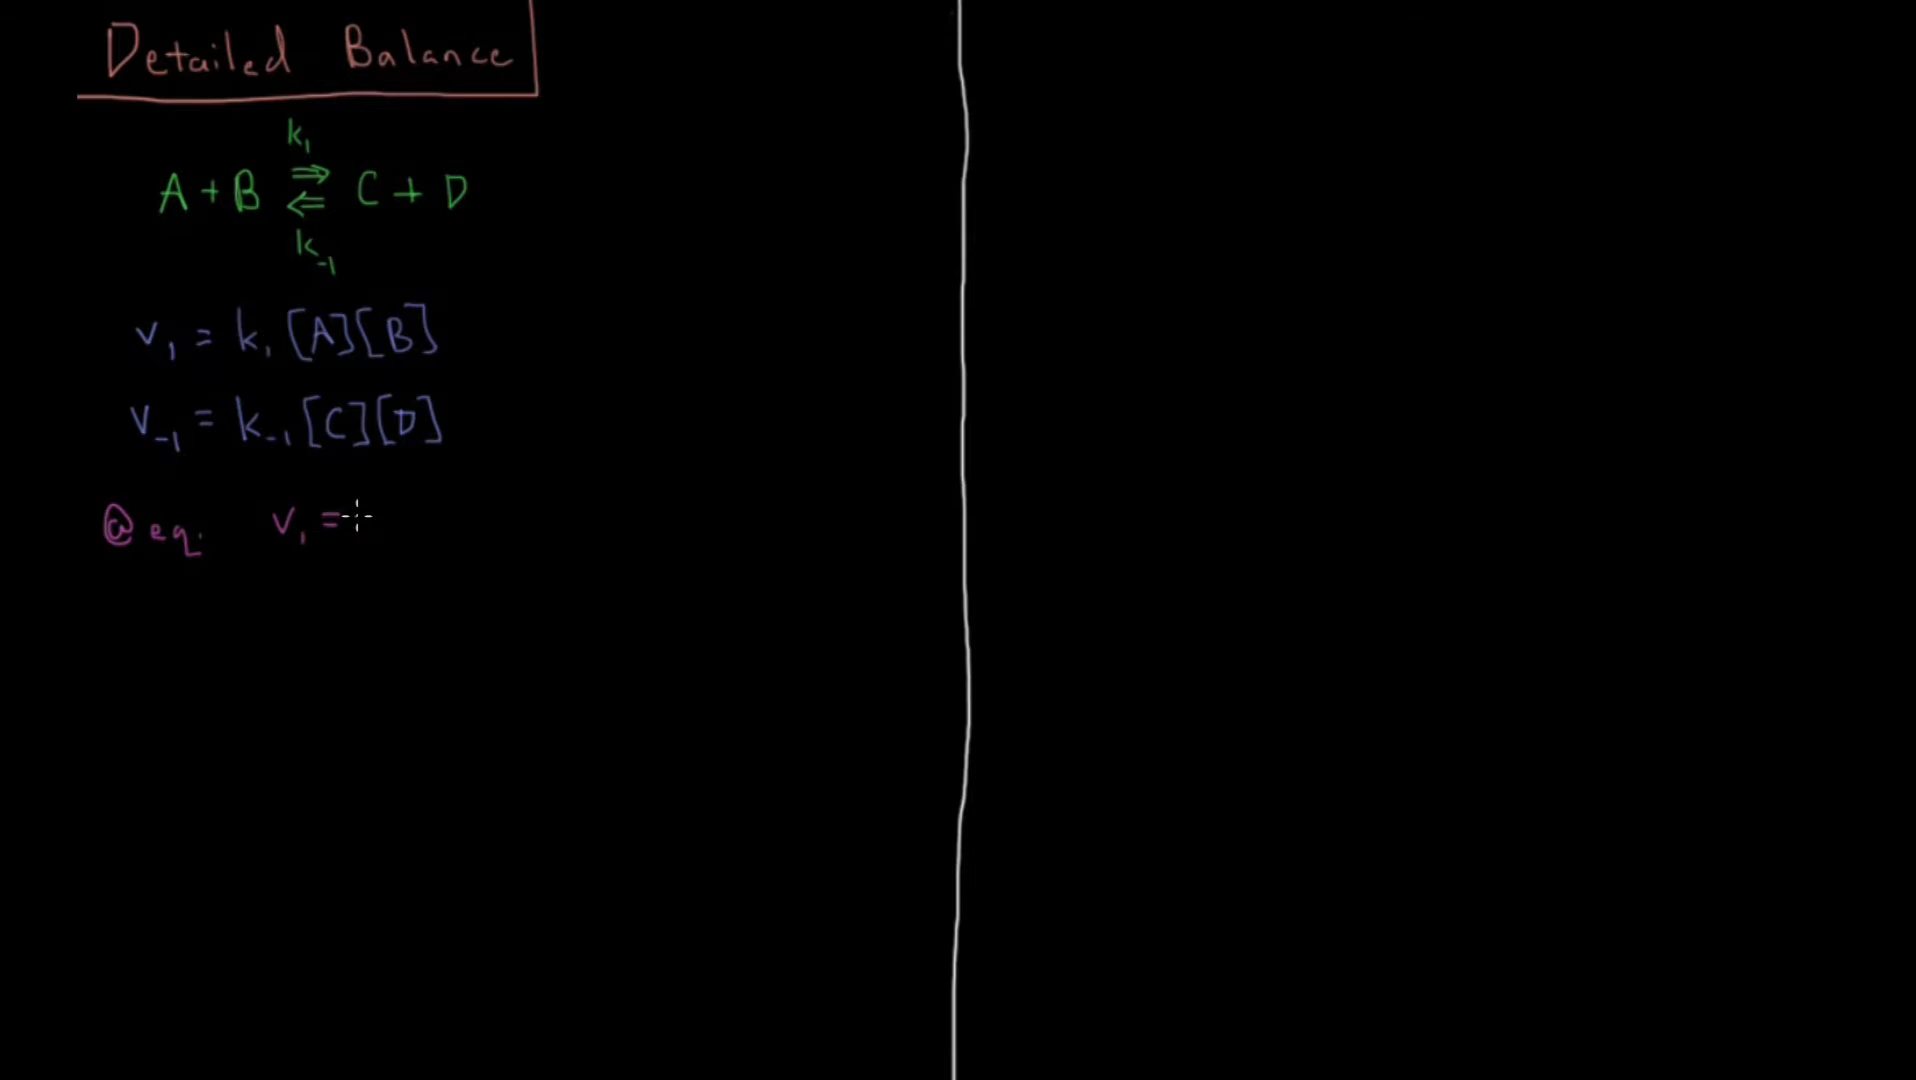 Detailed Balance
k₁
A + B ⇌ C + D
k₋₁
v₁ = k₁ [A][B]
v₋₁ = k₋₁ [C][D]
@ eq. v₁ =